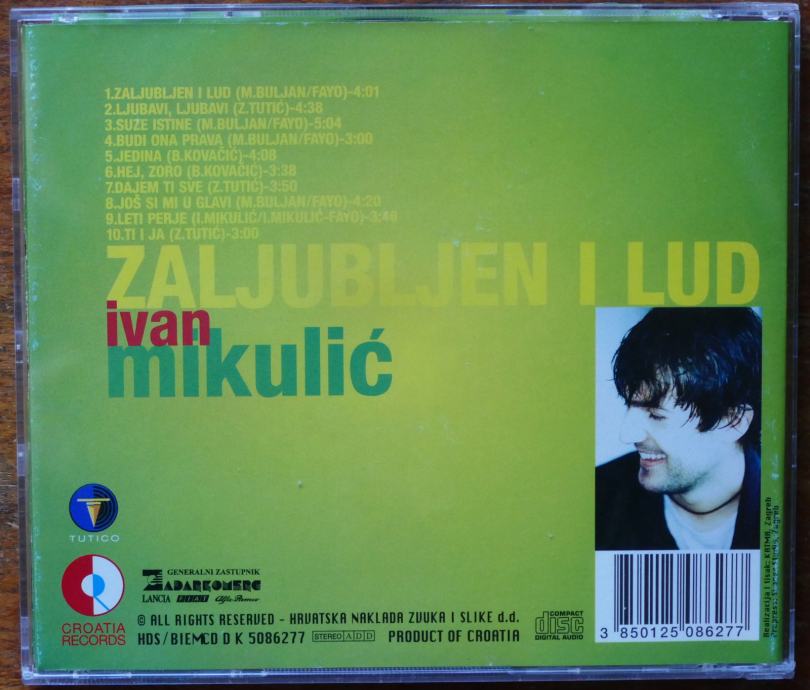 1.ZALJUBLJEN I LUD (M.BULJAN/FAYO)-4:01
2.LJUBAVI, LJUBAVI (Z.TUTIĆ)-4:38
3.SUZE ISTINE (M.BULJAN/FAYO)-5:04
4.BUDI ONA PRAVA (M.BULJAN/FAYO)-3:00
5.JEDINA (B.KOVAČIĆ)-4:08
6.HEJ, ZORO (B.KOVAČIĆ)-3:38
7.DAJEM TI SVE (Z.TUTIĆ)-3:50
8.JOŠ SI MI U GLAVI (M.BULJAN/FAYO)-4:20
9.LETI PERJE (I.MIKULIĆ/I.MIKULIĆ-FAYO)-3:46
10.TI I JA (Z.TUTIĆ)-3:00
ZALJUBLJEN I LUD
ivan
mikulić
TUTICO
CROATIA
RECORDS
GENERALNI ZASTUPNIK
ZADARKOMERC
LANCIA FIAT Alfa Romeo
© ALL RIGHTS RESERVED - HRVATSKA NAKLADA ZVUKA I SLIKE d.d.
HDS/BIEM CD D K 5086277 STEREO ADD PRODUCT OF CROATIA
COMPACT
disc
DIGITAL AUDIO
3 850125 086277
Realizacija i tisak: KATMA, Zagreb
Zagreb